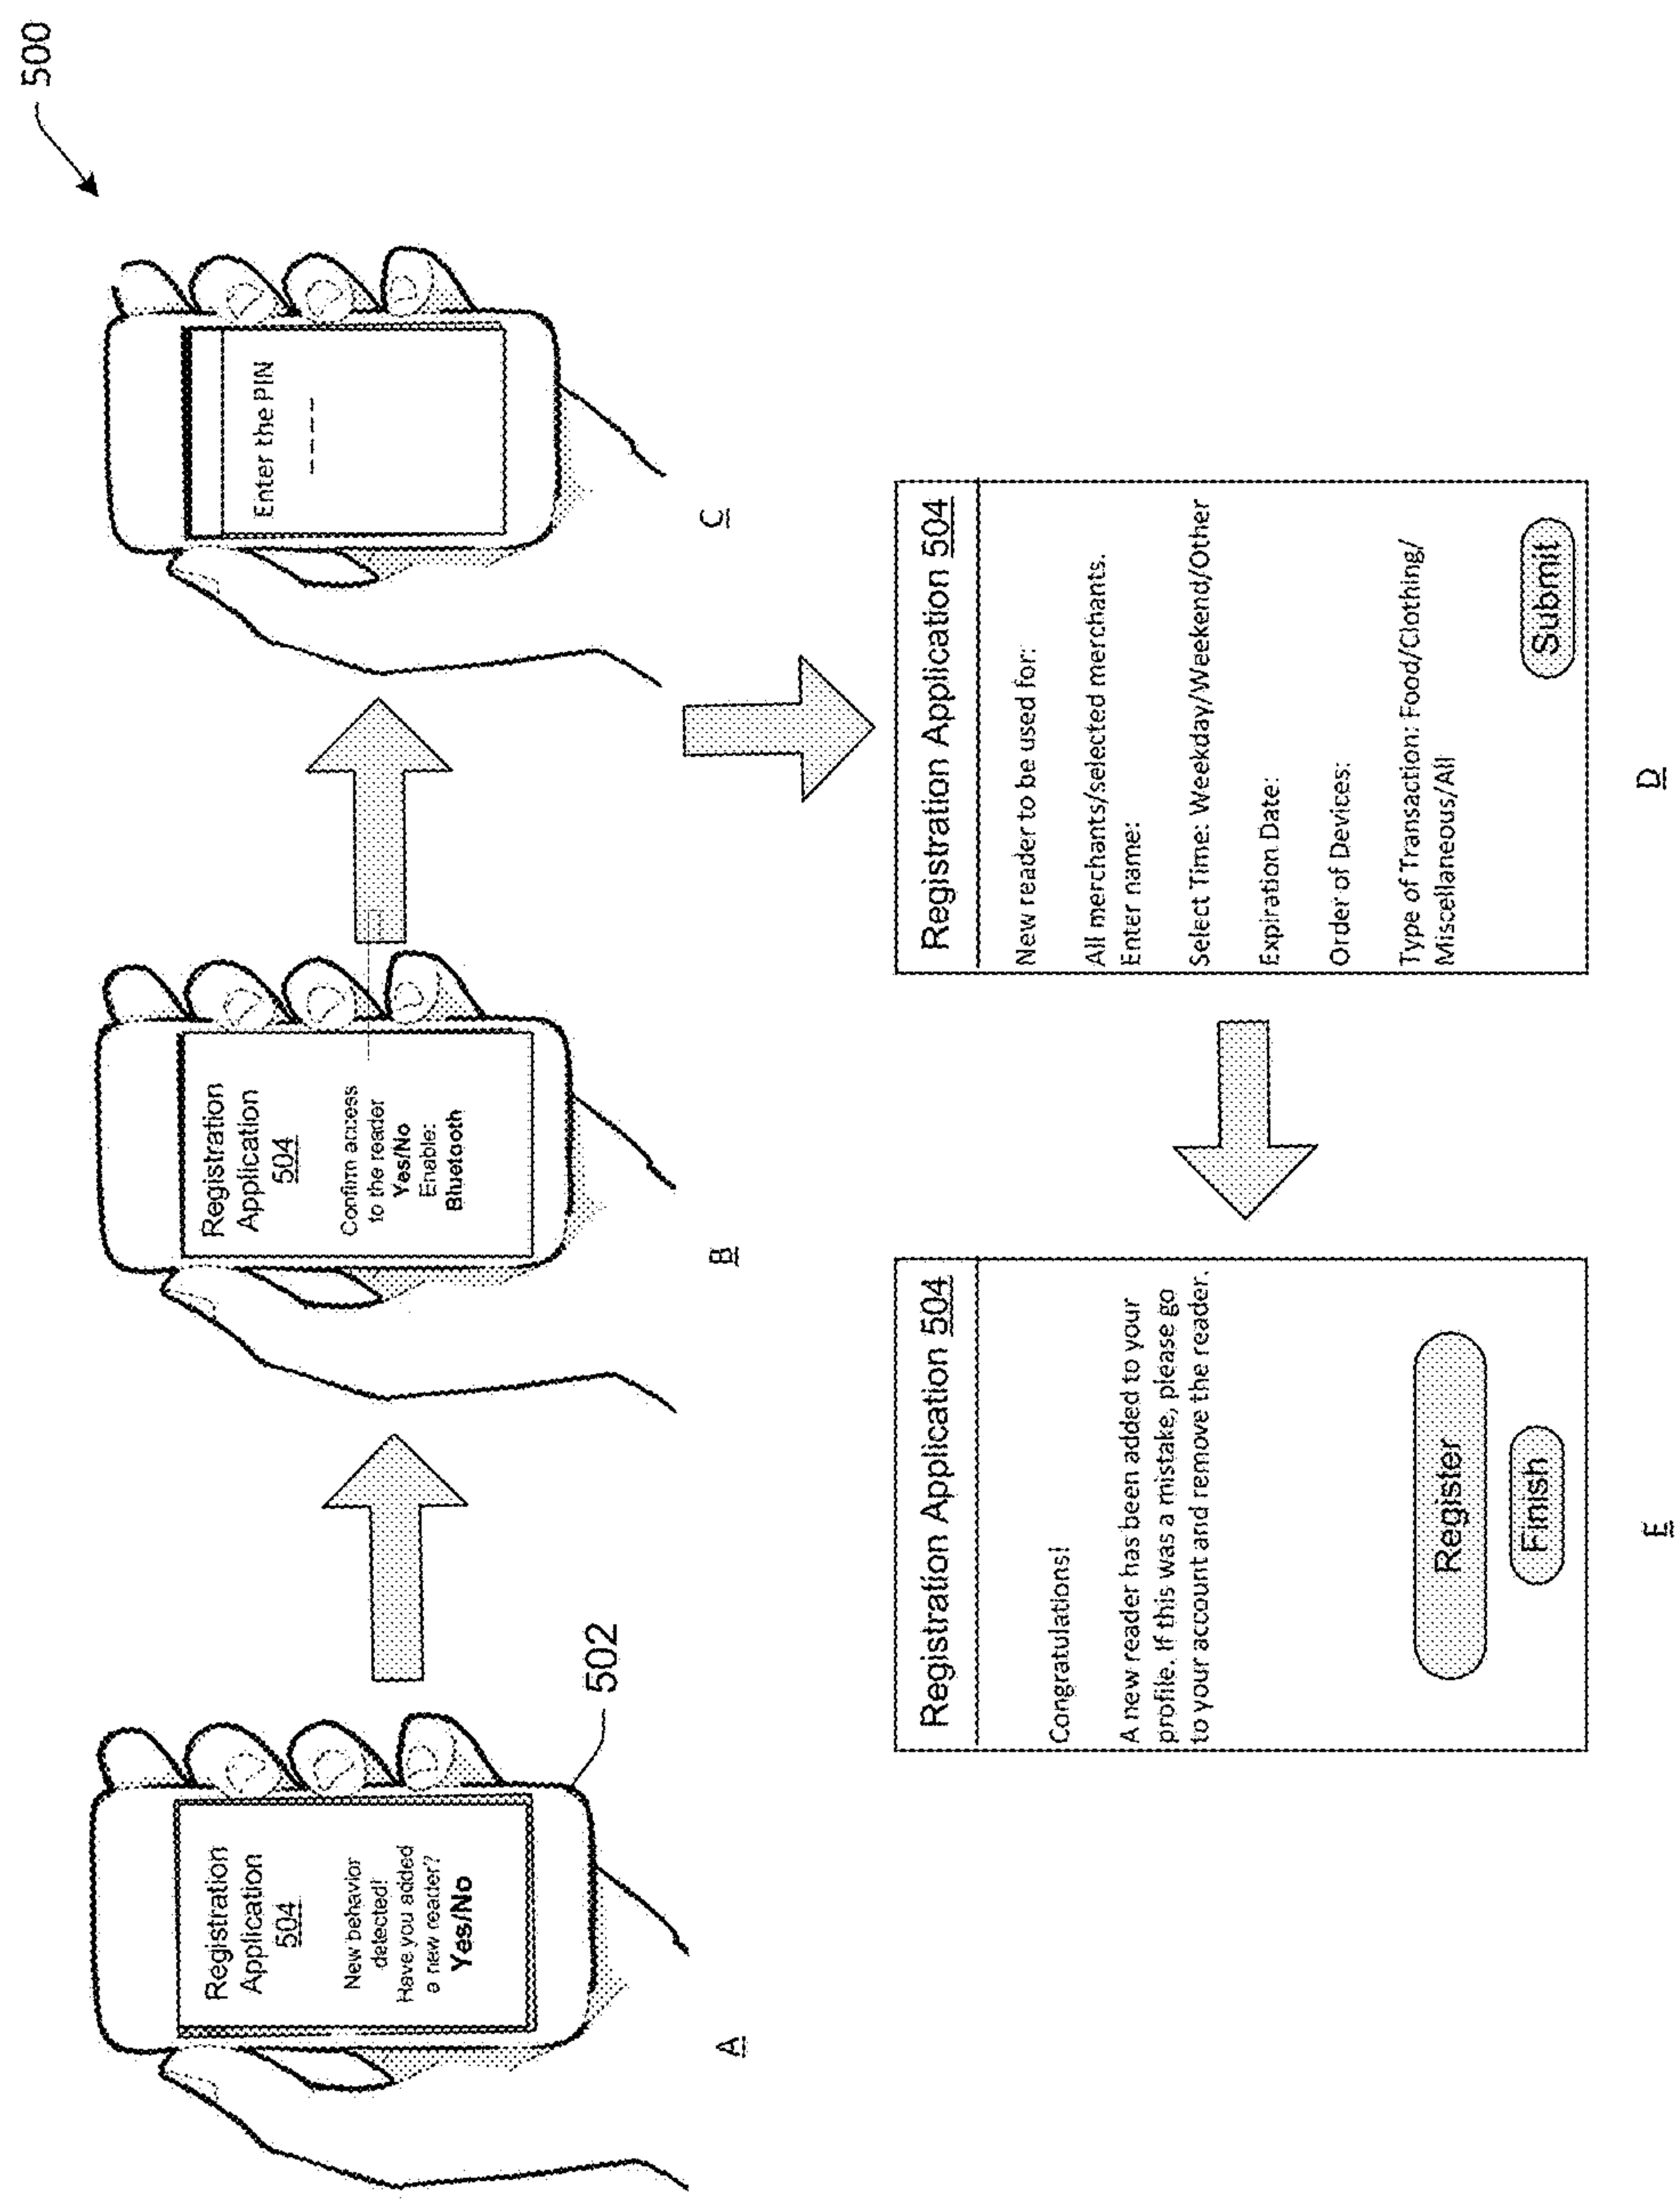 500
Registration
Application
504
New behavior
detected!
Have you added
a new reader?
Yes/No
502
A
Registration
Application
504
Confirm access
to the reader
Yes/No
Enable:
Bluetooth
B
Enter the PIN
_ _ _ _
C
Registration Application 504
New reader to be used for:
All merchants/selected merchants.
Enter name:
Select Time: Weekday/Weekend/Other
Expiration Date:
Order of Devices:
Type of Transaction: Food/Clothing/
Miscellaneous/All
Submit
D
Registration Application 504
Congratulations!
A new reader has been added to your
profile. If this was a mistake, please go
to your account and remove the reader.
Register
Finish
E